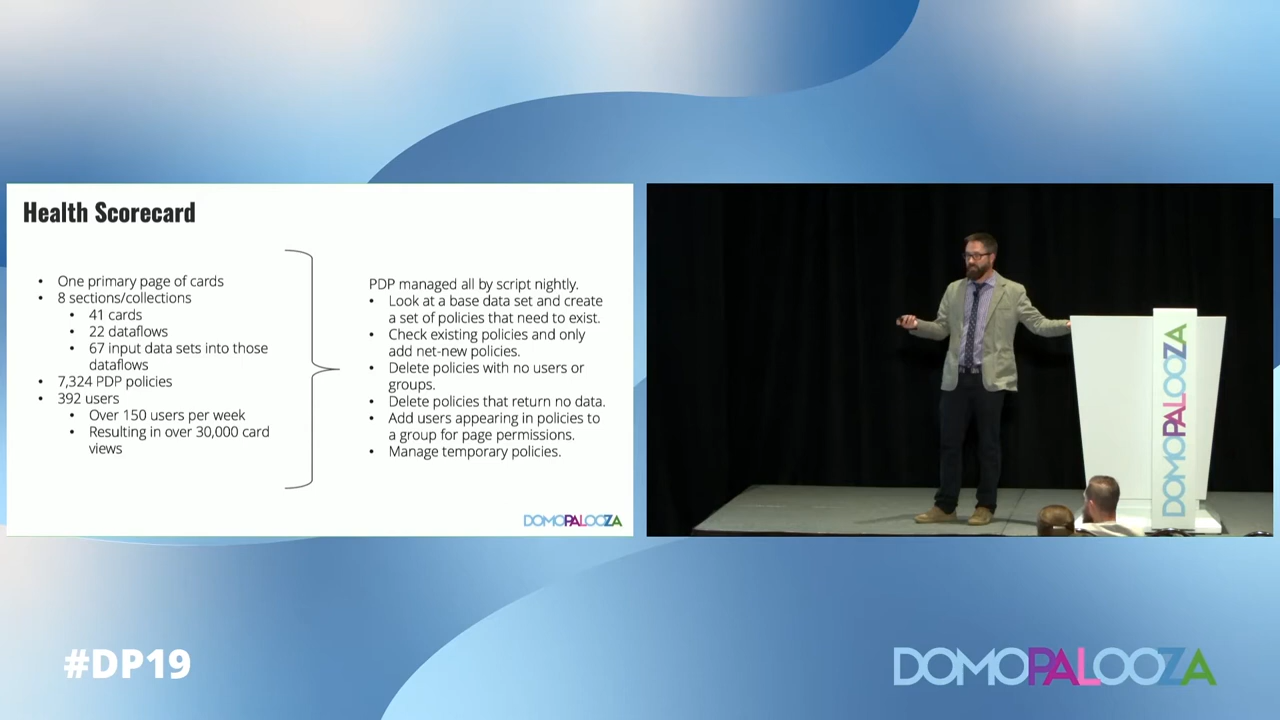 Health Scorecard
• One primary page of cards
• 8 sections/collections
• 41 cards
• 22 dataflows
• 67 input data sets into those
dataflows
• 7,324 PDP policies
• 392 users
• Over 150 users per week
• Resulting in over 30,000 card
views
PDP managed all by script nightly.
• Look at a base data set and create
a set of policies that need to exist.
• Check existing policies and only
add net-new policies.
• Delete policies with no users or
groups.
• Delete policies that return no data.
• Add users appearing in policies to
a group for page permissions.
• Manage temporary policies.
DOMOPALOOZA
DOMOPALOOZA
#DP19
DOMOPALOOZA